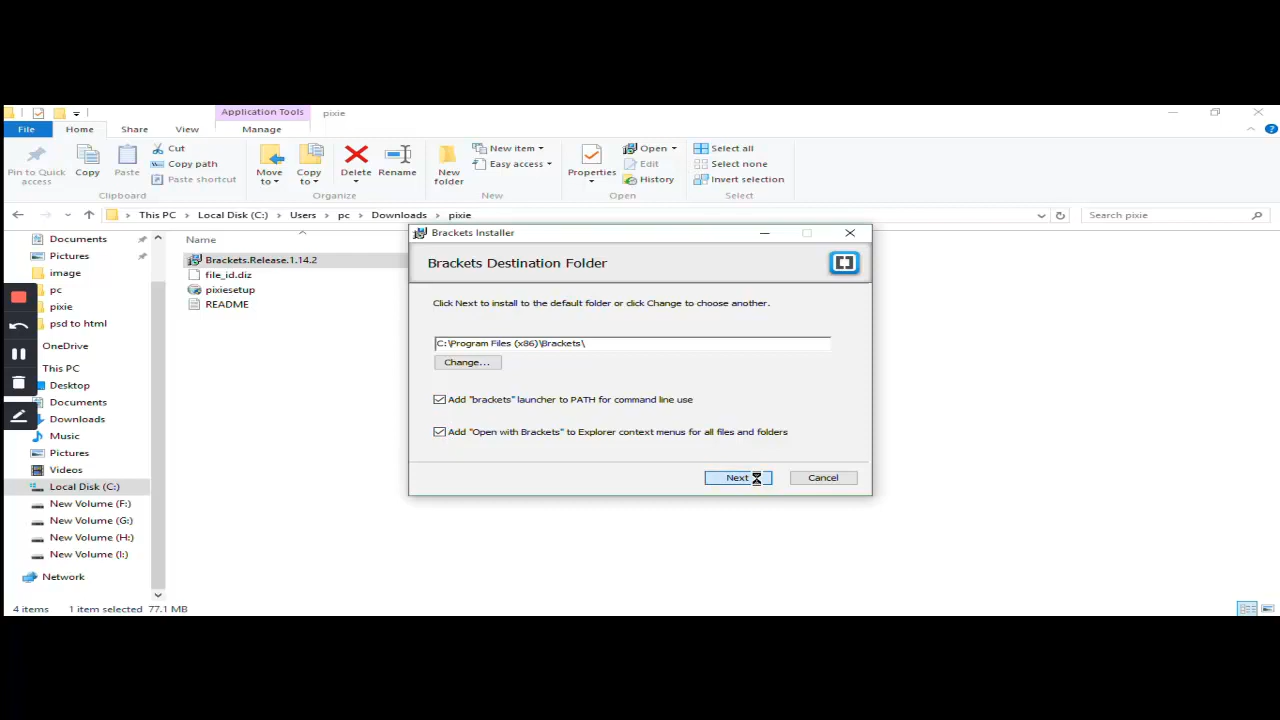 Application Tools
pixie
File
Home
Share
View
Manage
Pin to Quick
access
Copy
Paste
Cut
Copy path
Paste shortcut
Clipboard
Move
to
Copy
to
Delete
Rename
Organize
New
folder
New item
Easy access
New
Properties
Open
Edit
History
Open
Select all
Select none
Invert selection
Select
This PC
Local Disk (C:)
Users
pc
Downloads
pixie
Search pixie
Documents
Pictures
image
pc
pixie
psd to html
OneDrive
This PC
Desktop
Documents
Downloads
Music
Pictures
Videos
Local Disk (C:)
New Volume (F:)
New Volume (G:)
New Volume (H:)
New Volume (I:)
Network
Name
Brackets.Release.1.14.2
file_id.diz
pixiesetup
README
Brackets Installer
Brackets Destination Folder
Click Next to install to the default folder or click Change to choose another.
C:\Program Files (x86)\Brackets\
Change...
Add "brackets" launcher to PATH for command line use
Add "Open with Brackets" to Explorer context menus for all files and folders
Next
Cancel
4 items 1 item selected 77.1 MB